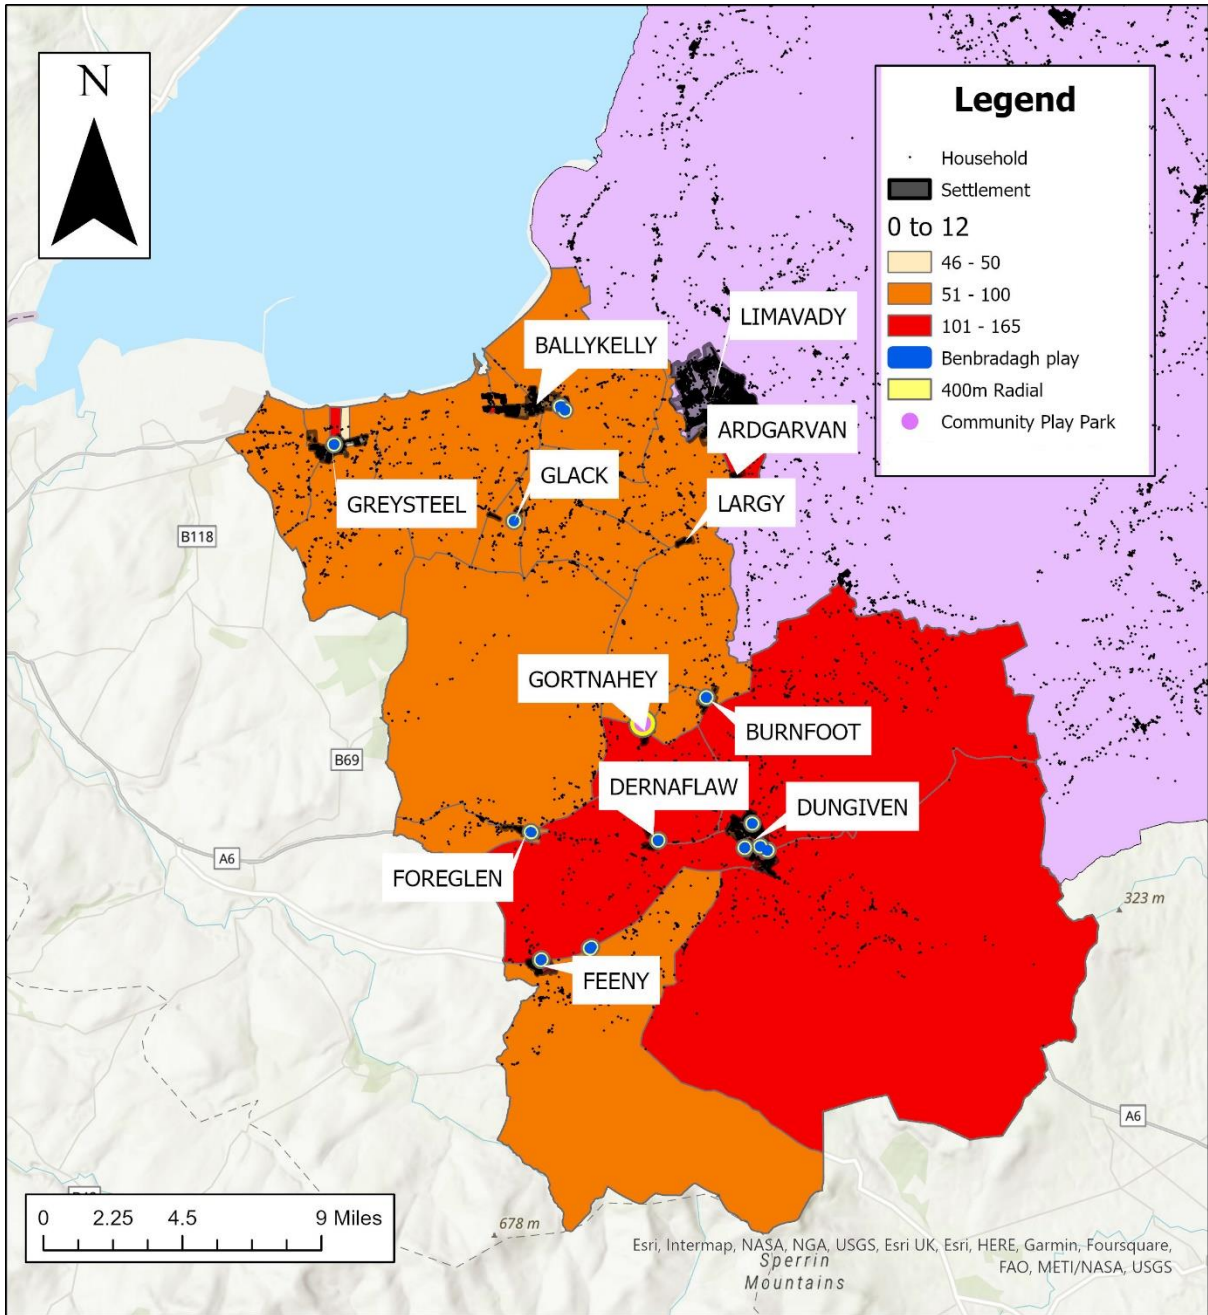 N
Legend
Household
Settlement
0 to 12
46 - 50
51 - 100
101 - 165
Benbradagh play
400m Radial
Community Play Park
LIMAVADY
BALLYKELLY
ARDGARVAN
GLACK
GREYSTEEL
LARGY
B118
GORTNAHEY
BURNFOOT
B69
DERNAFLAW
DUNGIVEN
A6
FOREGLEN
323 m
FEENY
A6
0 2.25 4.5 9 Miles
678 m
Esri, Intermap, NASA, NGA, USGS, Esri UK, Esri, HERE, Garmin, Foursquare,
FAO, METI/NASA, USGS
Sperrin
Mountains